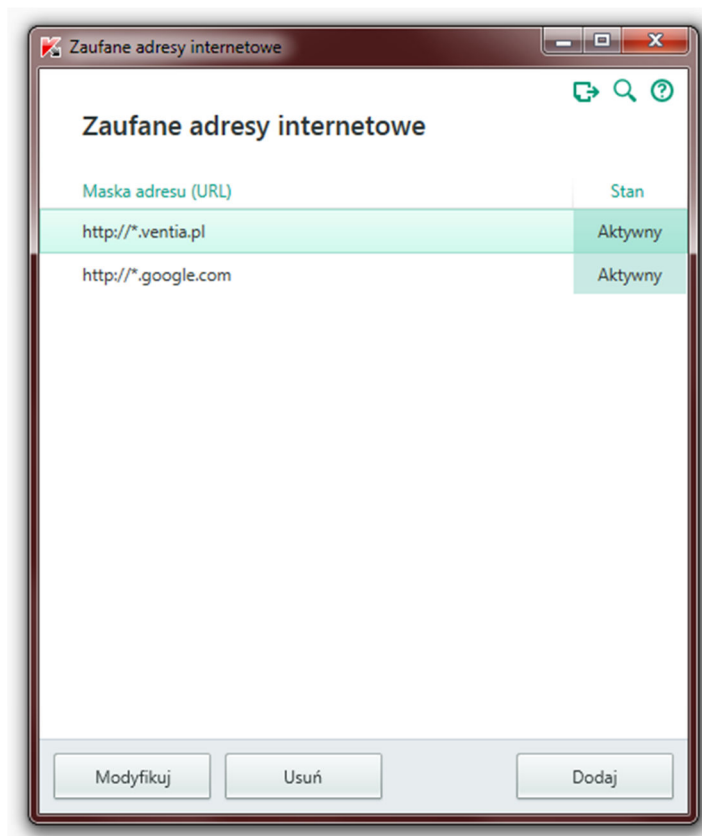 Zaufane adresy internetowe
Zaufane adresy internetowe
Maska adresu (URL) Stan
http://*.ventia.pl Aktywny
http://*.google.com Aktywny
Modyfikuj Usuń Dodaj